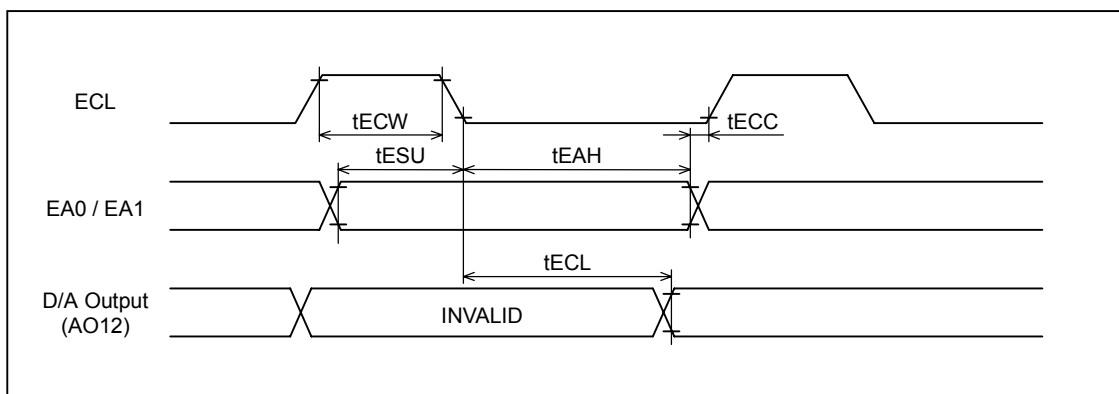 ECL
tECW
tECC
tESU
tEAH
EA0 / EA1
tECL
D/A Output
(AO12)
INVALID